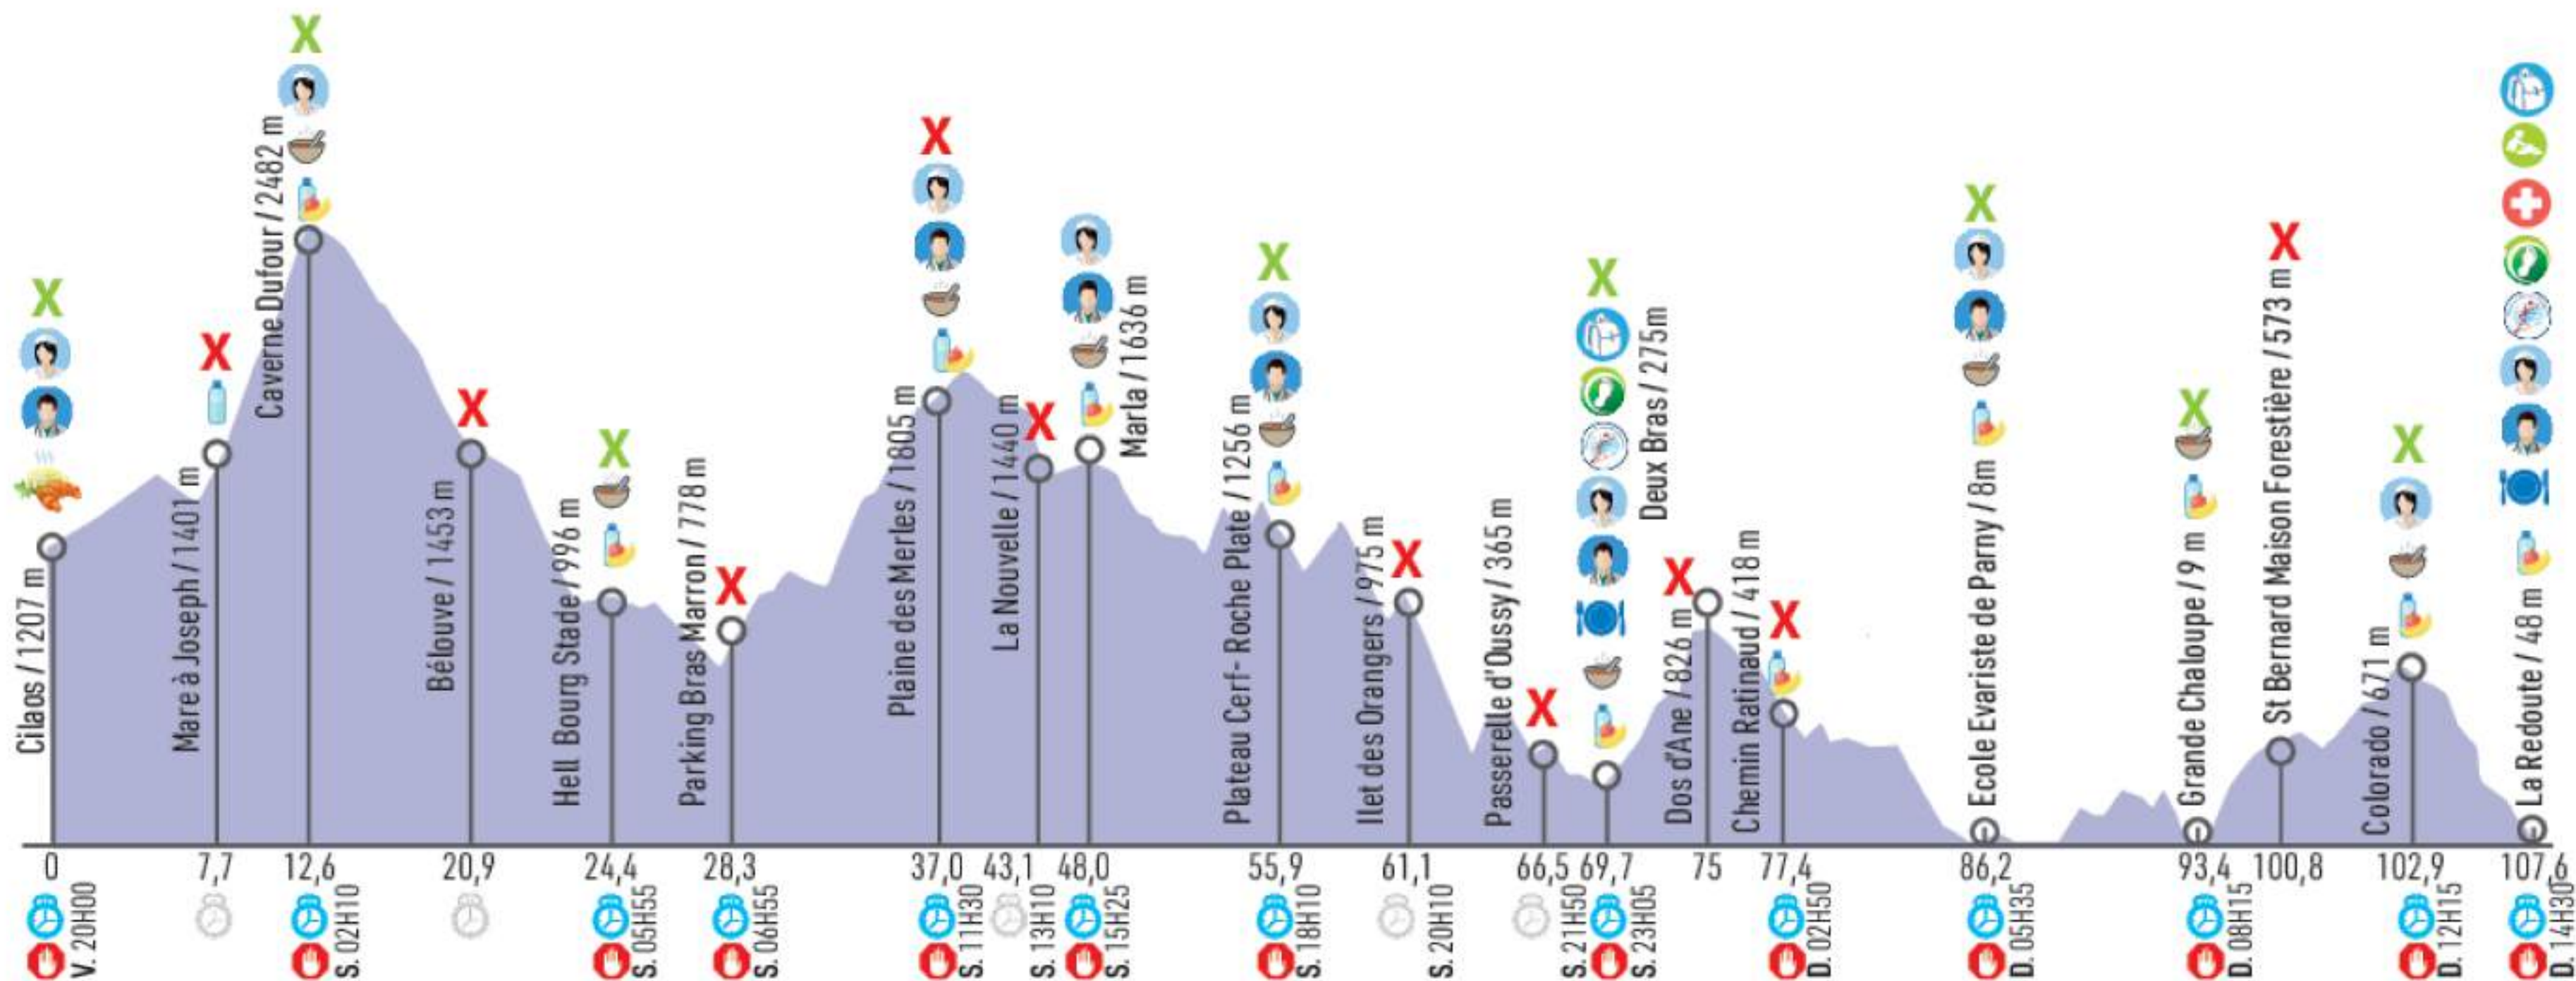 X
Cilaos / 1207 m
0
V. 20H00
X
Mare à Joseph / 1401 m
7,7
X
Caverne Dufour / 2482 m
12,6
S. 02H10
X
Bélouve / 1453 m
20,9
X
Hell Bourg Stade / 996 m
24,4
S. 05H55
X
Parking Bras Marron / 778 m
28,3
S. 06H55
X
Plaine des Merles / 1805 m
37,0
S. 11H30
X
La Nouvelle / 1440 m
43,1
S. 13H10
Marla / 1636 m
48,0
S. 15H25
X
Plateau Cerf- Roche Plate / 1256 m
55,9
S. 18H10
X
Ilet des Orangers / 975 m
61,1
S. 20H10
X
Passerelle d'Oussy / 365 m
66,5
S. 21H50
X
Deux Bras / 275m
69,7
S. 23H05
X
Dos d'Ane / 826 m
75
X
Chemin Ratinaud / 418 m
77,4
D. 02H50
X
Ecole Evariste de Parny / 8m
86,2
D. 05H35
X
Grande Chaloupe / 9 m
93,4
D. 08H15
X
St Bernard Maison Forestière / 573 m
100,8
X
Colorado / 671 m
102,9
D. 12H15
La Redoute / 48 m
107,6
D. 14H30